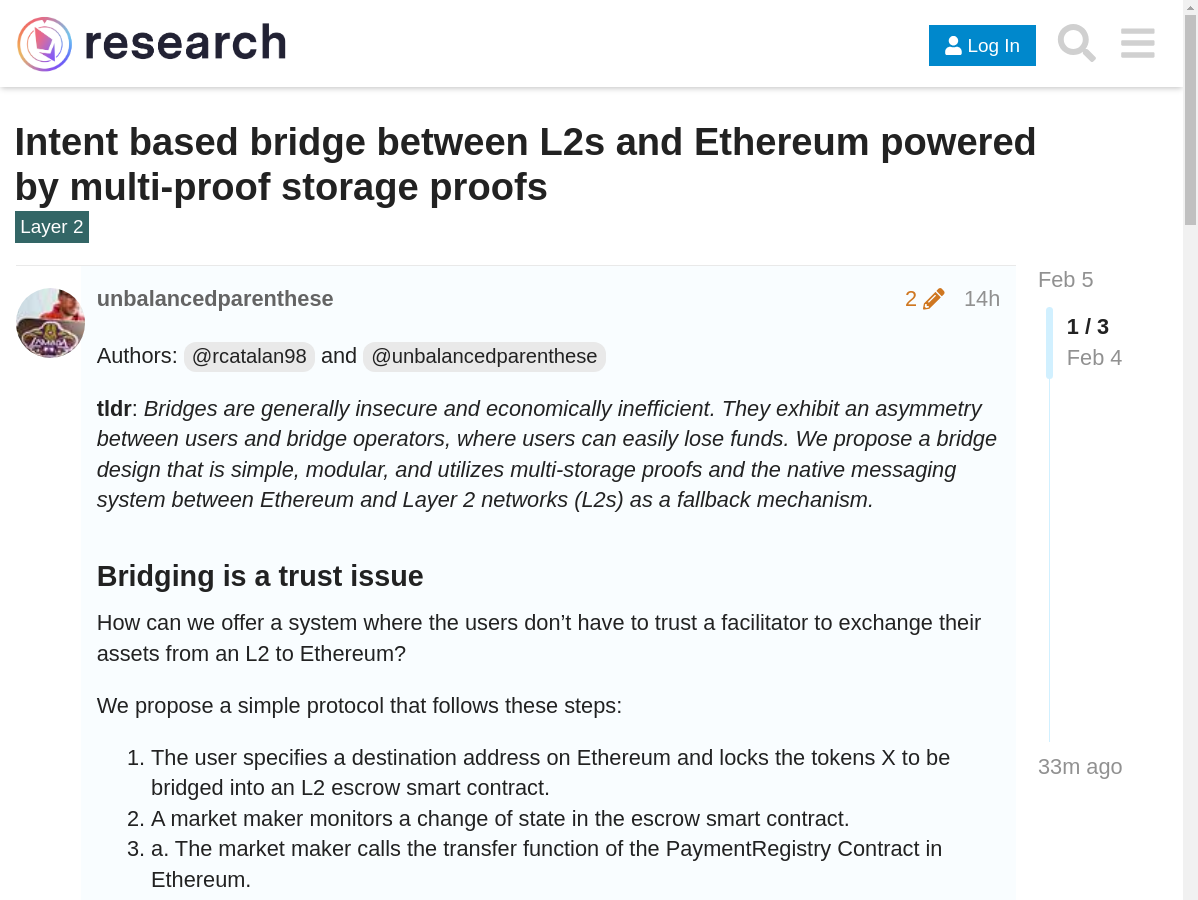 research
Log In
Intent based bridge between L2s and Ethereum powered
by multi-proof storage proofs
Layer 2
unbalancedparenthese
2
14h
Authors: @rcatalan98 and @unbalancedparenthese
tldr: Bridges are generally insecure and economically inefficient. They exhibit an asymmetry
between users and bridge operators, where users can easily lose funds. We propose a bridge
design that is simple, modular, and utilizes multi-storage proofs and the native messaging
system between Ethereum and Layer 2 networks (L2s) as a fallback mechanism.
Bridging is a trust issue
How can we offer a system where the users don’t have to trust a facilitator to exchange their
assets from an L2 to Ethereum?
We propose a simple protocol that follows these steps:
1. The user specifies a destination address on Ethereum and locks the tokens X to be
bridged into an L2 escrow smart contract.
2. A market maker monitors a change of state in the escrow smart contract.
3. a. The market maker calls the transfer function of the PaymentRegistry Contract in
Ethereum.
Feb 5
1 / 3
Feb 4
33m ago